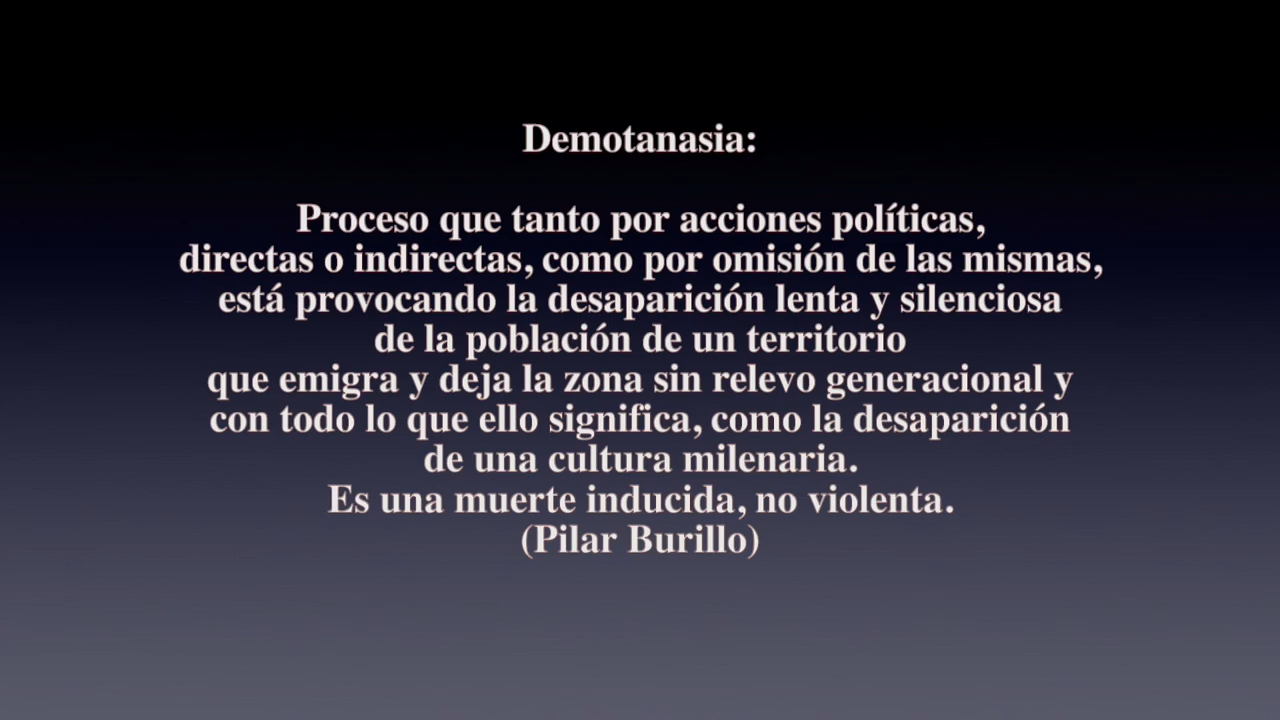 Demotanasia:
Proceso que tanto por acciones políticas,
directas o indirectas, como por omisión de las mismas,
está provocando la desaparición lenta y silenciosa
de la población de un territorio
que emigra y deja la zona sin relevo generacional y
con todo lo que ello significa, como la desaparición
de una cultura milenaria.
Es una muerte inducida, no violenta.
(Pilar Burillo)